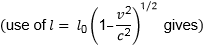 (use of l = l₀(1–v²/c²)^1/2 gives)